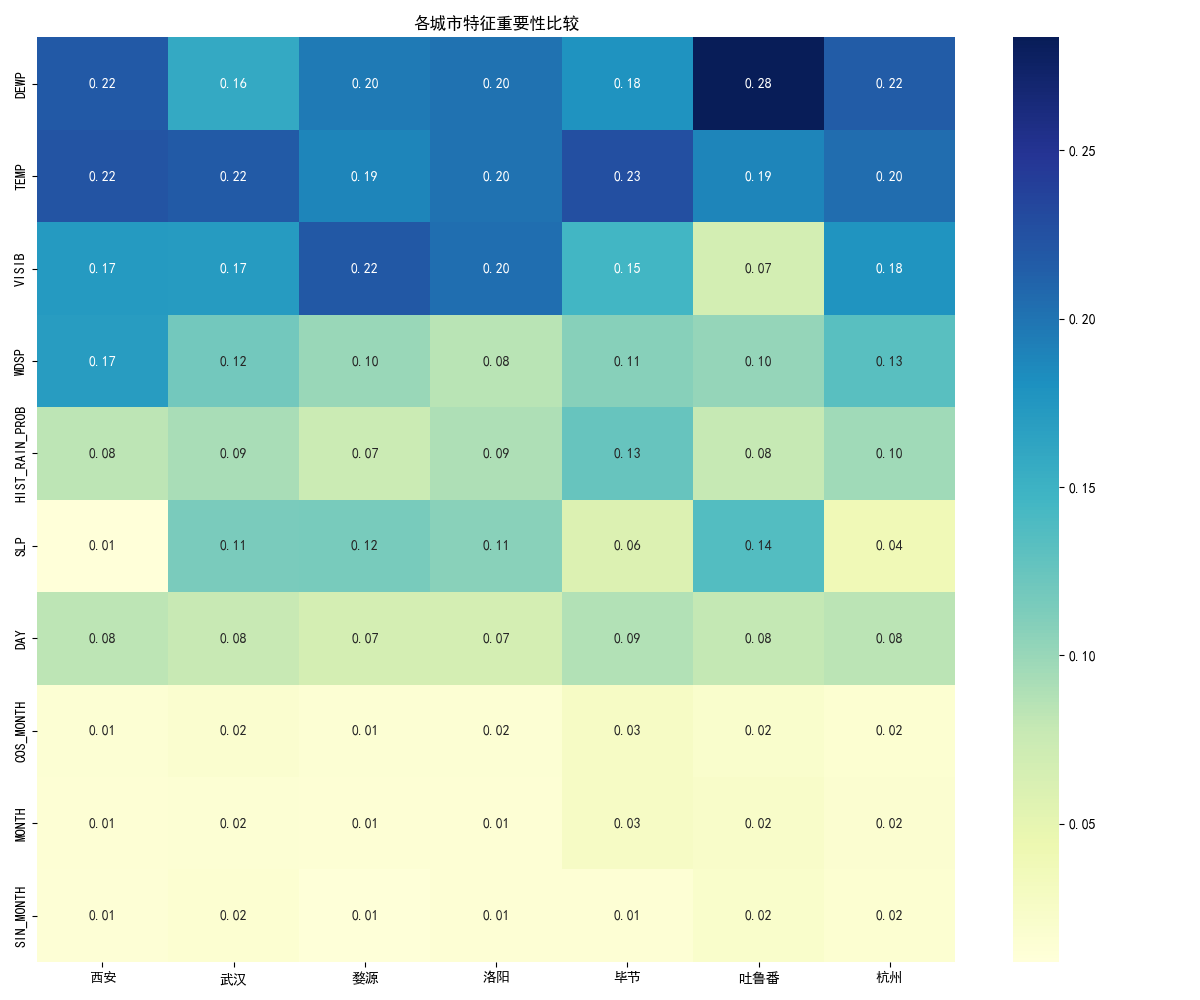 各城市特征重要性比较
DEWP 0.22 0.16 0.20 0.20 0.18 0.28 0.22
TEMP 0.22 0.22 0.19 0.20 0.23 0.19 0.20
VISIB 0.17 0.17 0.22 0.20 0.15 0.07 0.18
WDSP 0.17 0.12 0.10 0.08 0.11 0.10 0.13
HIST_RAIN_PROB 0.08 0.09 0.07 0.09 0.13 0.08 0.10
SLP 0.01 0.11 0.12 0.11 0.06 0.14 0.04
DAY 0.08 0.08 0.07 0.07 0.09 0.08 0.08
COS_MONTH 0.01 0.02 0.01 0.02 0.03 0.02 0.02
MONTH 0.01 0.02 0.01 0.01 0.03 0.02 0.02
SIN_MONTH 0.01 0.02 0.01 0.01 0.01 0.02 0.02
西安 武汉 婺源 洛阳 毕节 吐鲁番 杭州
0.25
0.20
0.15
0.10
0.05